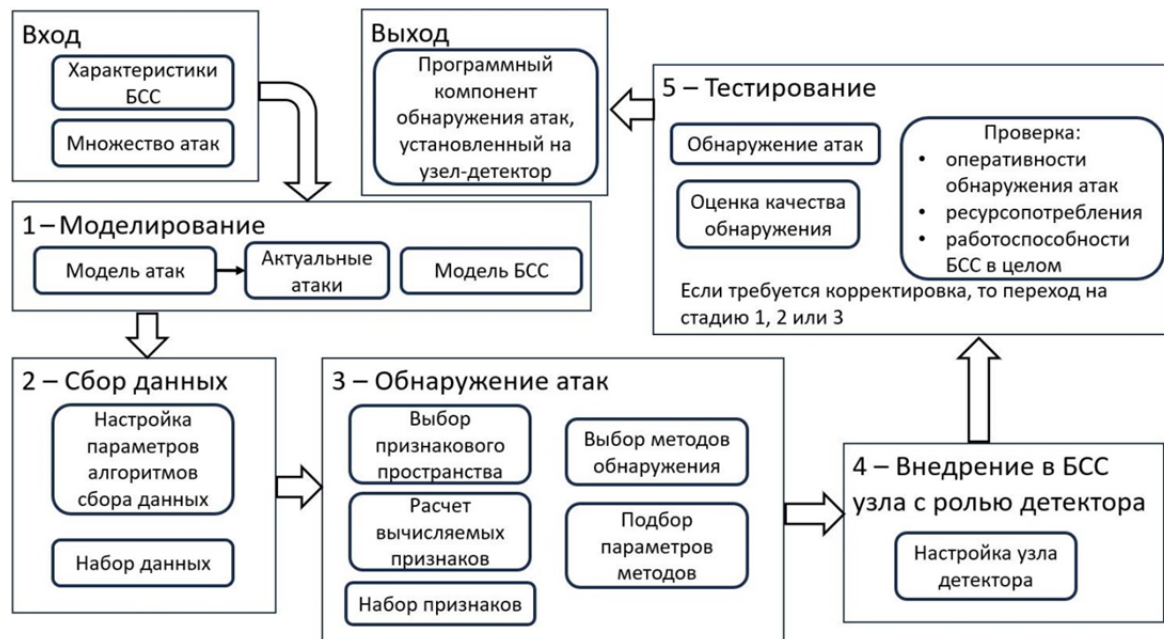 Вход
Характеристики
БСС
Множество атак
Выход
Программный
компонент
обнаружения атак,
установленный на
узел-детектор
1 – Моделирование
Модель атак
Актуальные
атаки
Модель БСС
2 – Сбор данных
Настройка
параметров
алгоритмов
сбора данных
Набор данных
3 – Обнаружение атак
Выбор
признакового
пространства
Расчет
вычисляемых
признаков
Набор признаков
Выбор методов
обнаружения
Подбор
параметров
методов
4 – Внедрение в БСС
узла с ролью детектора
Настройка узла
детектора
5 – Тестирование
Обнаружение атак
Оценка качества
обнаружения
Проверка:
• оперативности
обнаружения атак
• ресурсопотребления
• работоспособности
БСС в целом
Если требуется корректировка, то переход на
стадию 1, 2 или 3